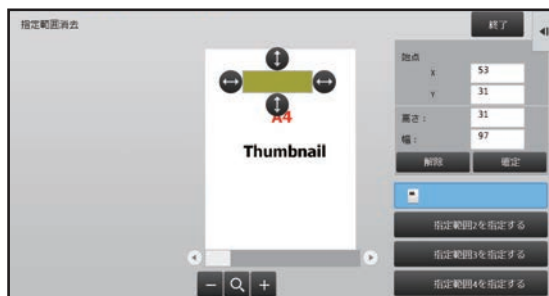 指定範囲消去
終了
始点
X 53
Y 31
高さ： 31
幅： 97
解除
確定
A4
Thumbnail
指定範囲2を指定する
指定範囲3を指定する
指定範囲4を指定する